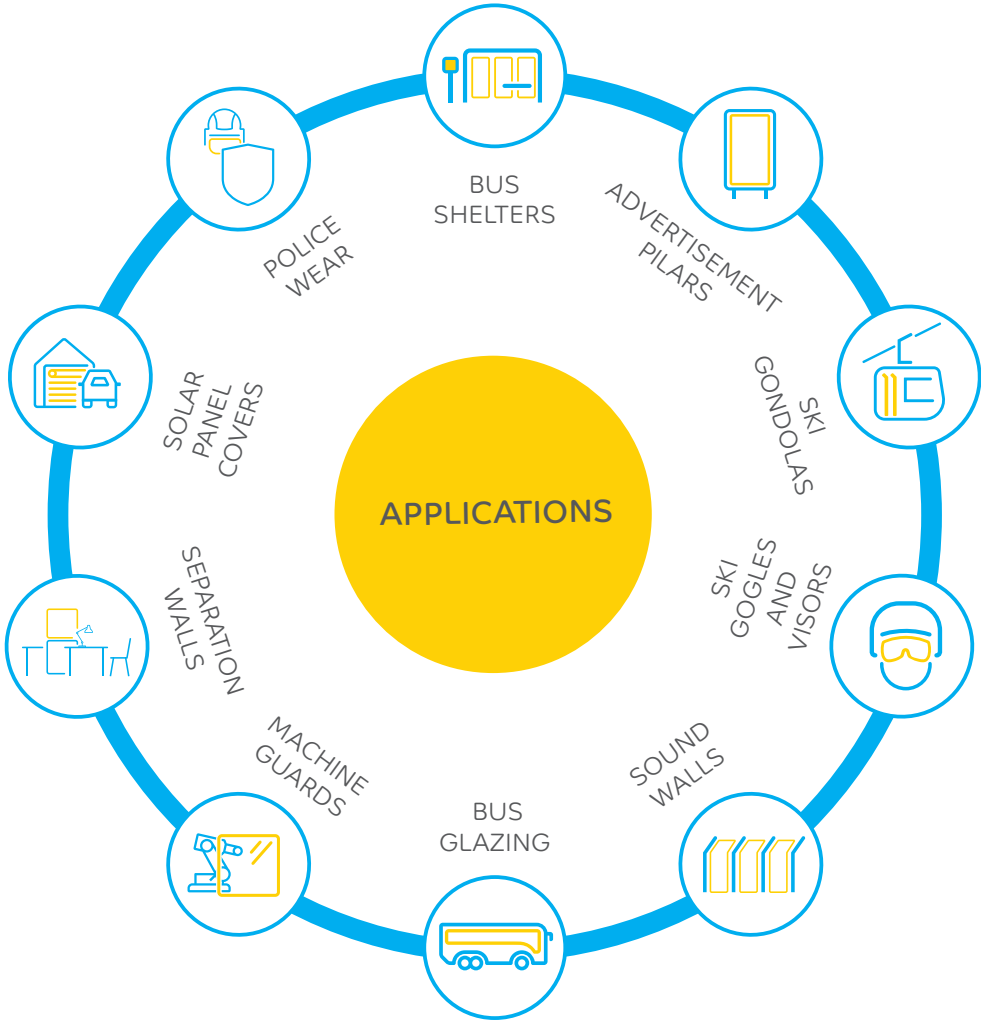 BUS
SHELTERS
ADVERTISEMENT
PILARS
SKI
GONDOLAS
SKI
GOGLES
AND
VISORS
SOUND
WALLS
BUS
GLAZING
MACHINE
GUARDS
SEPARATION
WALLS
SOLAR
PANEL
COVERS
POLICE
WEAR
APPLICATIONS